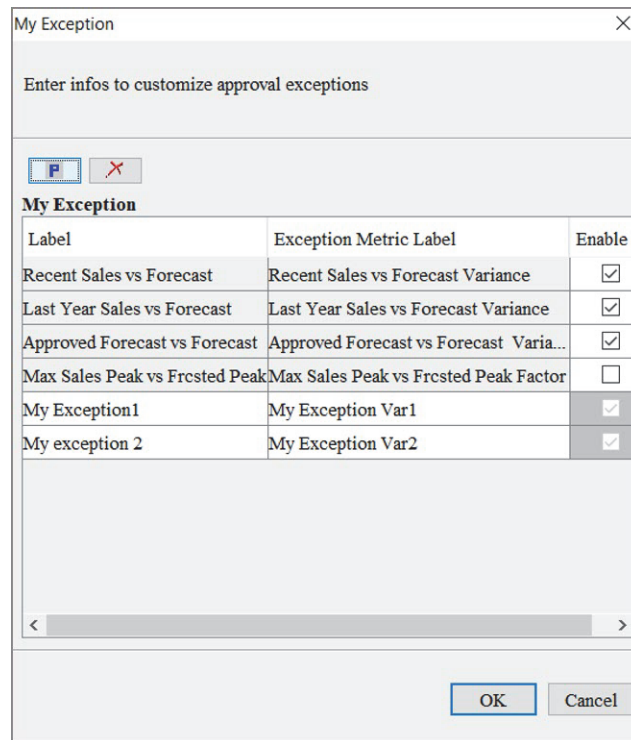 My Exception
Enter infos to customize approval exceptions
P
My Exception
Label Exception Metric Label Enable
Recent Sales vs Forecast Recent Sales vs Forecast Variance
Last Year Sales vs Forecast Last Year Sales vs Forecast Variance
Approved Forecast vs Forecast Approved Forecast vs Forecast Varia...
Max Sales Peak vs Frcsted Peak Max Sales Peak vs Frcsted Peak Factor
My Exception1 My Exception Var1
My exception 2 My Exception Var2
OK Cancel